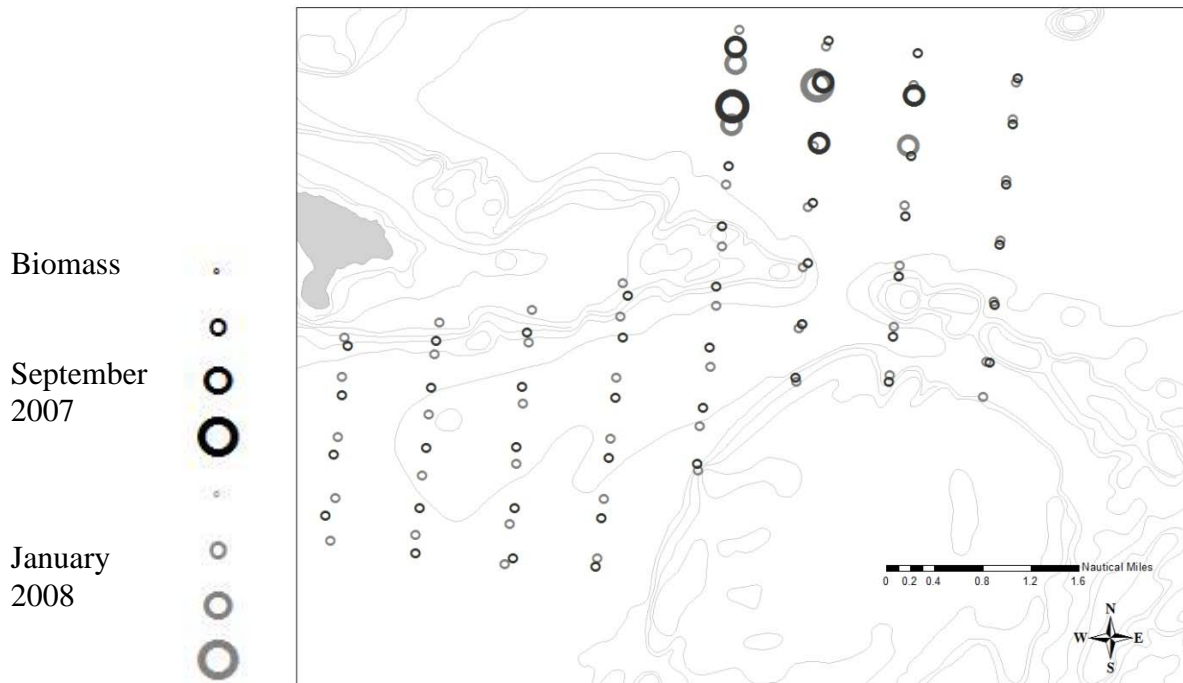 Biomass
September
2007
January
2008
Nautical Miles
0 0.2 0.4 0.8 1.2 1.6
N
W E
S